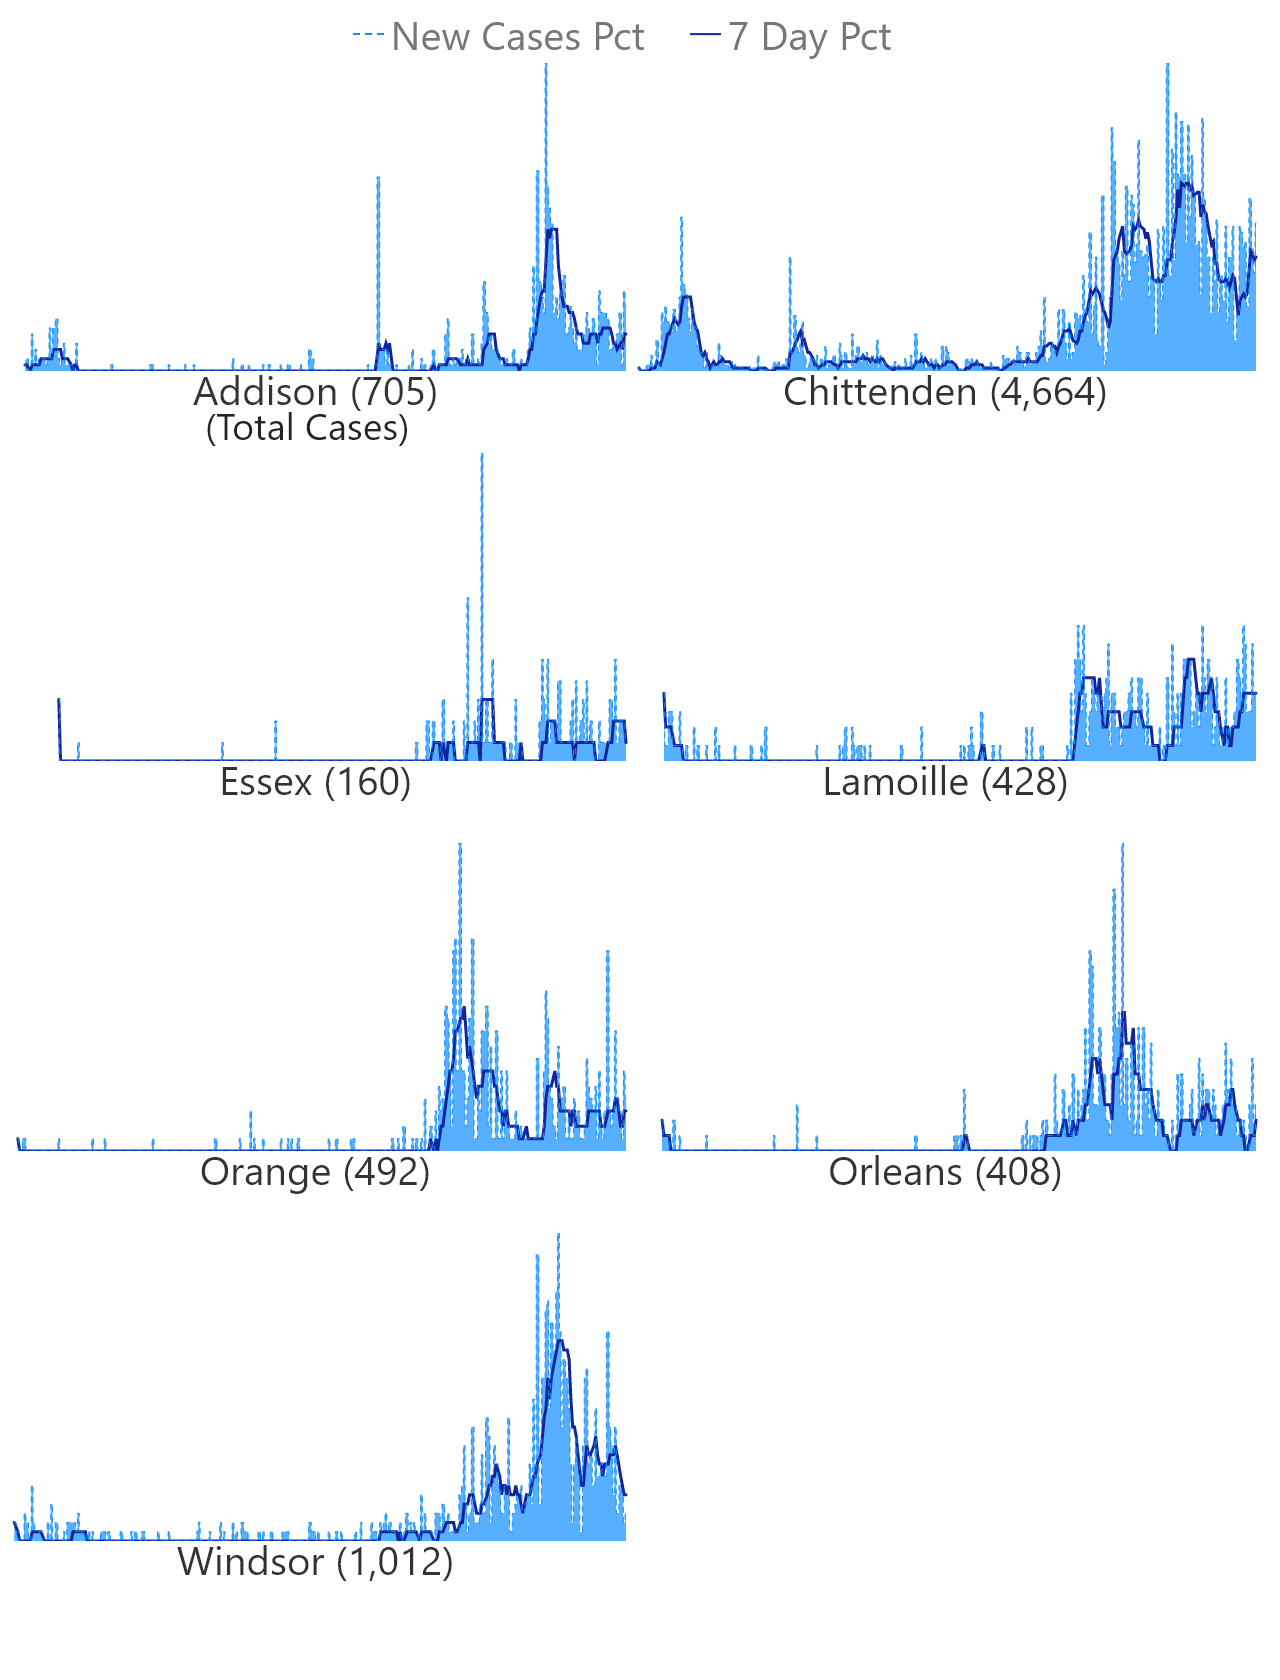 New Cases Pct 7 Day Pct
Addison (705)
(Total Cases)
Chittenden (4,664)
Essex (160)
Lamoille (428)
Orange (492)
Orleans (408)
Windsor (1,012)